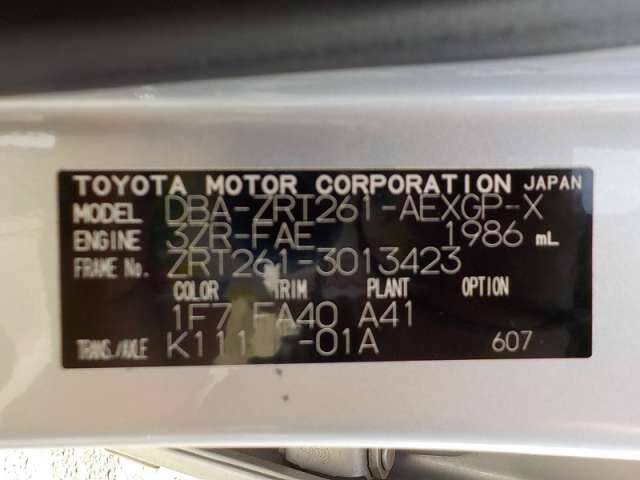 TOYOTA MOTOR CORPORATION JAPAN
MODEL DBA-ZRT261-AEXGP-X
ENGINE 3ZR-FAE 1986 mL
FRAME No. ZRT261-3013423
COLOR TRIM PLANT OPTION
1F7 FA40 A41
TRANS./AXLE K111 -01A 607